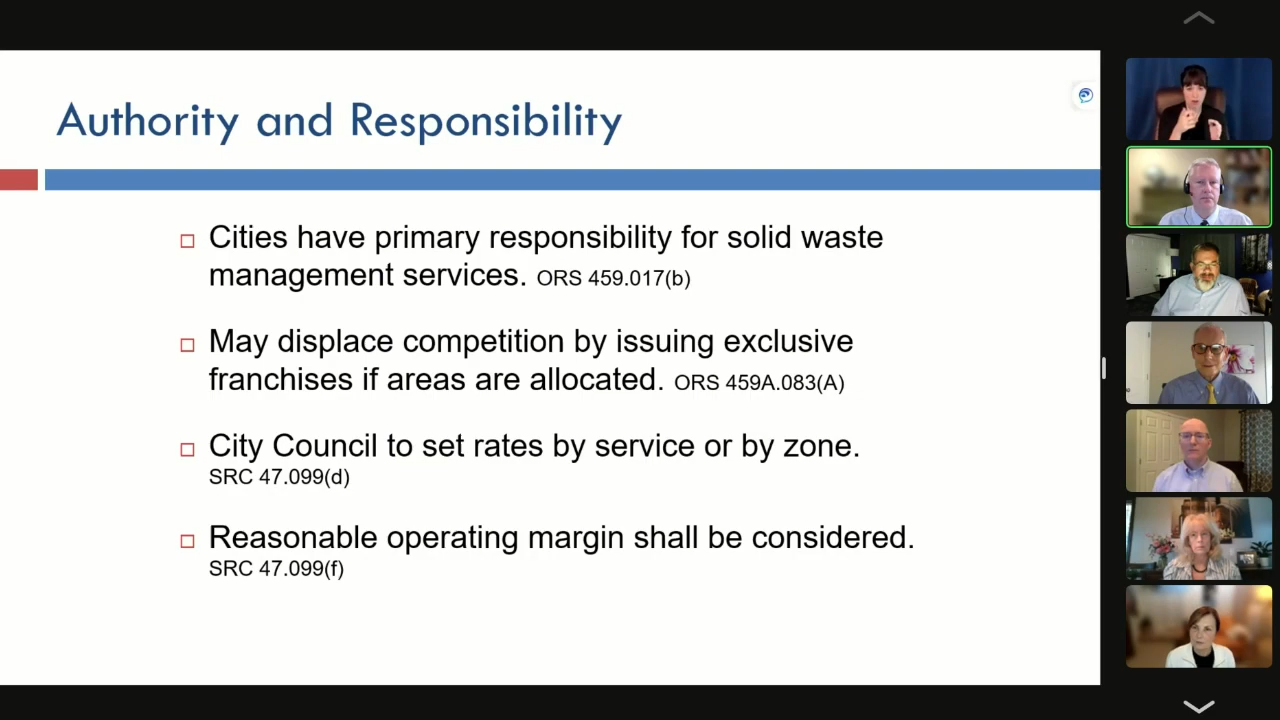 Authority and Responsibility
Cities have primary responsibility for solid waste
management services. ORS 459.017(b)
May displace competition by issuing exclusive
franchises if areas are allocated. ORS 459A.083(A)
City Council to set rates by service or by zone.
SRC 47.099(d)
Reasonable operating margin shall be considered.
SRC 47.099(f)